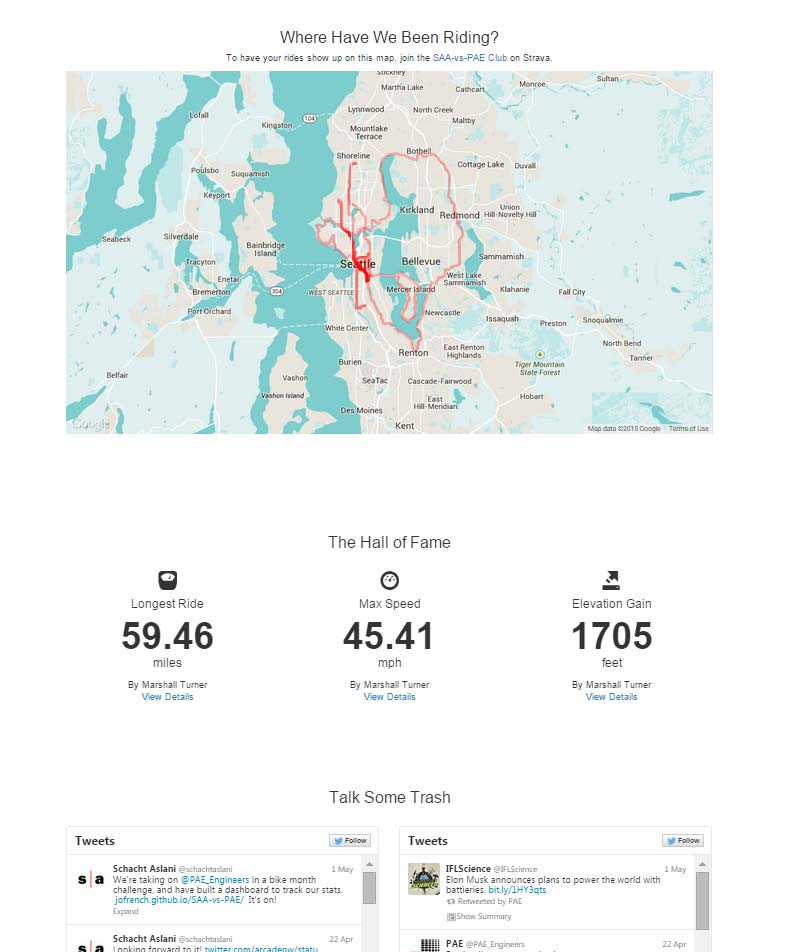 Where Have We Been Riding?
To have your rides show up on this map, join the SAA-vs-PAE Club on Strava.
Stickney
Sultan
Martha Lake
Cathcart
Monroe
Lofall
Lynnwood
North Creek
104
Maltby
Kingston
Mountlake
Terrace
Bothell
Shoreline
Cottage Lake
Duvall
Poulsbo
Suquamish
Keyport
Kirkland
Redmond
Union
Hill-Novelty Hill
Seabeck
Silverdale
Bainbridge
Island
Sammamish
Tracyton
Seattle
Bellevue
Enetai
West Lake
Sammamish
Bremerton
304
WEST SEATTLE
Mercer Island
Klahanie
Fall City
Port Orchard
Newcastle
Issaquah
Preston
Snoqualmie
White Center
North Bend
East Renton
Highlands
Renton
Tanner
Burien
Tiger Mountain
State Forest
Belfair
Vashon
SeaTac
Cascade-Fairwood
Vashon Island
East
Hill-Meridian
Hobart
Des Moines
Kent
Google
Map data ©2015 Google
Terms of Use
The Hall of Fame
Longest Ride
Max Speed
Elevation Gain
59.46
45.41
1705
miles
mph
feet
By Marshall Turner
By Marshall Turner
By Marshall Turner
View Details
View Details
View Details
Talk Some Trash
Tweets
Follow
s|a
Schacht Aslani @schachtaslani
1 May
We're taking on @PAE_Engineers in a bike month
challenge, and have built a dashboard to track our stats.
jofrench.github.io/SAA-vs-PAE/ It's on!
Expand
s|a
Schacht Aslani @schachtaslani
22 Apr
Looking forward to it! twitter.com/arcadenw/statu
Tweets
Follow
IFLScience @IFLScience
1 May
Elon Musk announces plans to power the world with
batteries. bit.ly/1HY3qts
Retweeted by PAE
Show Summary
PAE @PAE_Engineers
22 Apr